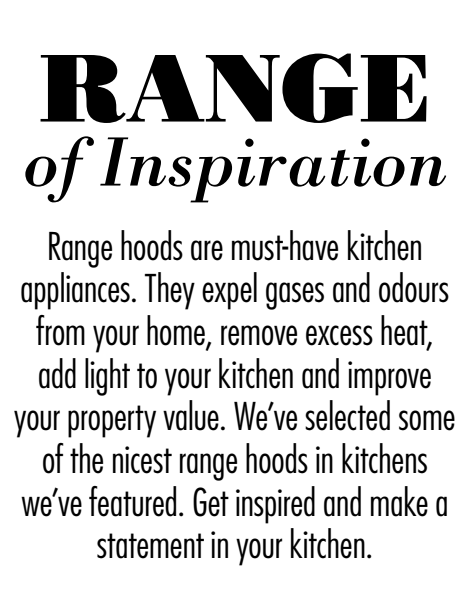 RANGE
of Inspiration
Range hoods are must-have kitchen
appliances. They expel gases and odours
from your home, remove excess heat,
add light to your kitchen and improve
your property value. We’ve selected some
of the nicest range hoods in kitchens
we’ve featured. Get inspired and make a
statement in your kitchen.